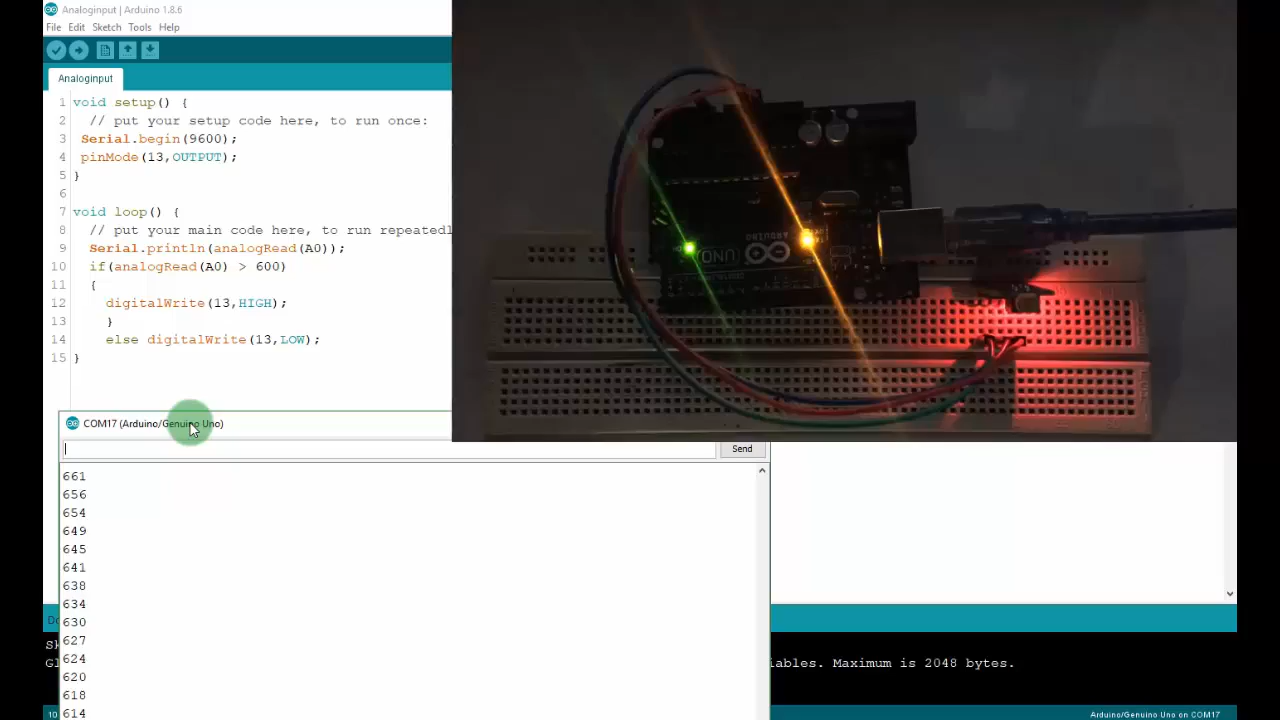 Analoginput | Arduino 1.8.6
File Edit Sketch Tools Help
Analoginput
1 void setup() {
2 // put your setup code here, to run once:
3 Serial.begin(9600);
4 pinMode(13,OUTPUT);
5 }
6
7 void loop() {
8 // put your main code here, to run repeatedl
9 Serial.println(analogRead(A0));
10 if(analogRead(A0) > 600)
11 {
12 digitalWrite(13,HIGH);
13 }
14 else digitalWrite(13,LOW);
15 }
UNO
COM17 (Arduino/Genuino Uno)
Send
661
656
654
649
645
641
638
634
630
627
624
620
618
614
iables. Maximum is 2048 bytes.
10
Arduino/Genuino Uno on COM17